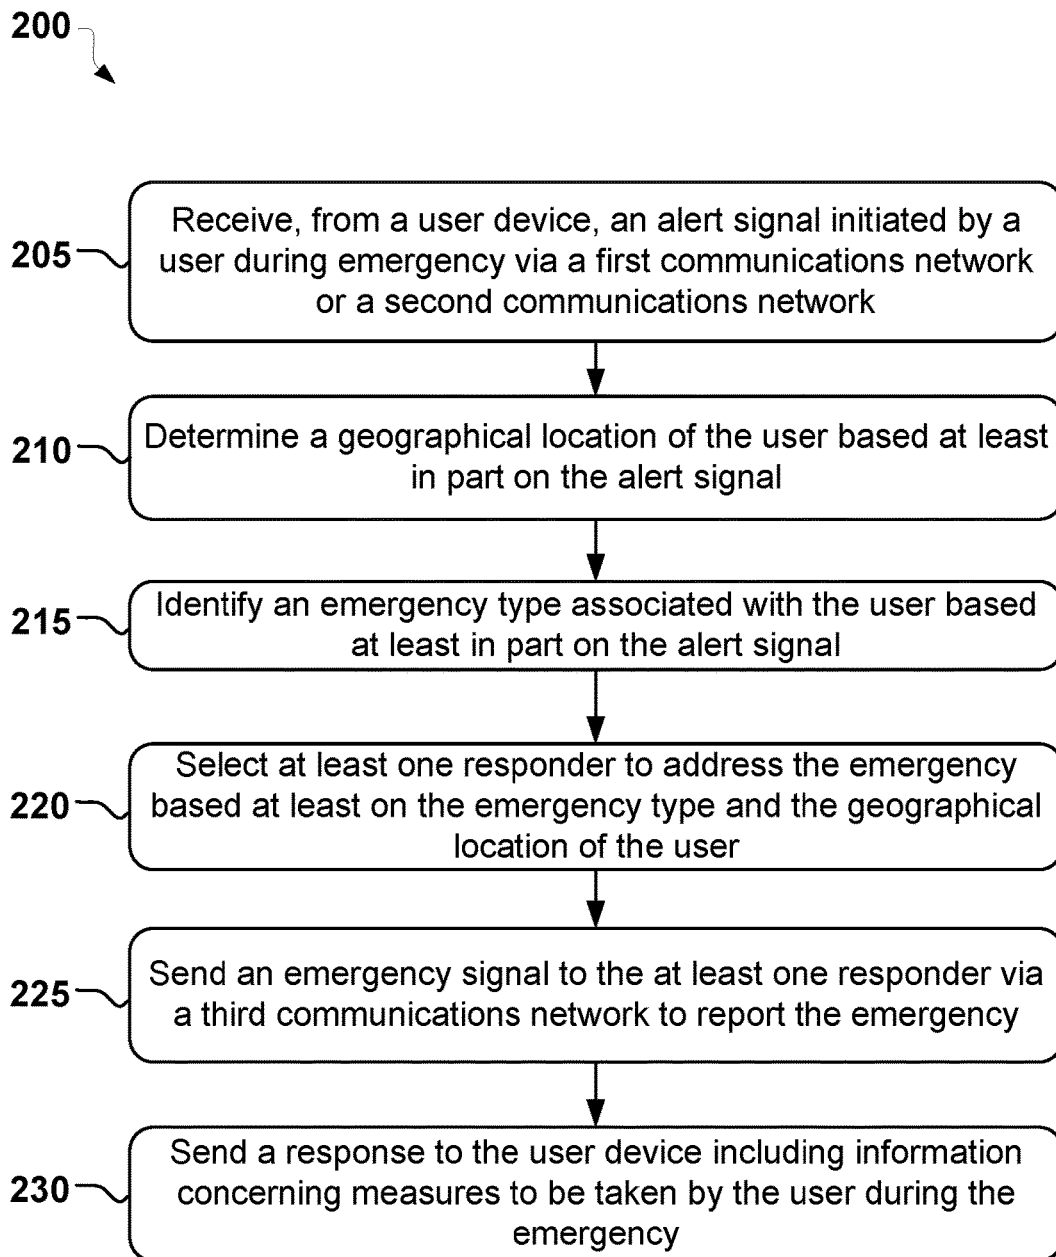 200
205
Receive, from a user device, an alert signal initiated by a
user during emergency via a first communications network
or a second communications network
210
Determine a geographical location of the user based at least
in part on the alert signal
215
Identify an emergency type associated with the user based
at least in part on the alert signal
220
Select at least one responder to address the emergency
based at least on the emergency type and the geographical
location of the user
225
Send an emergency signal to the at least one responder via
a third communications network to report the emergency
230
Send a response to the user device including information
concerning measures to be taken by the user during the
emergency